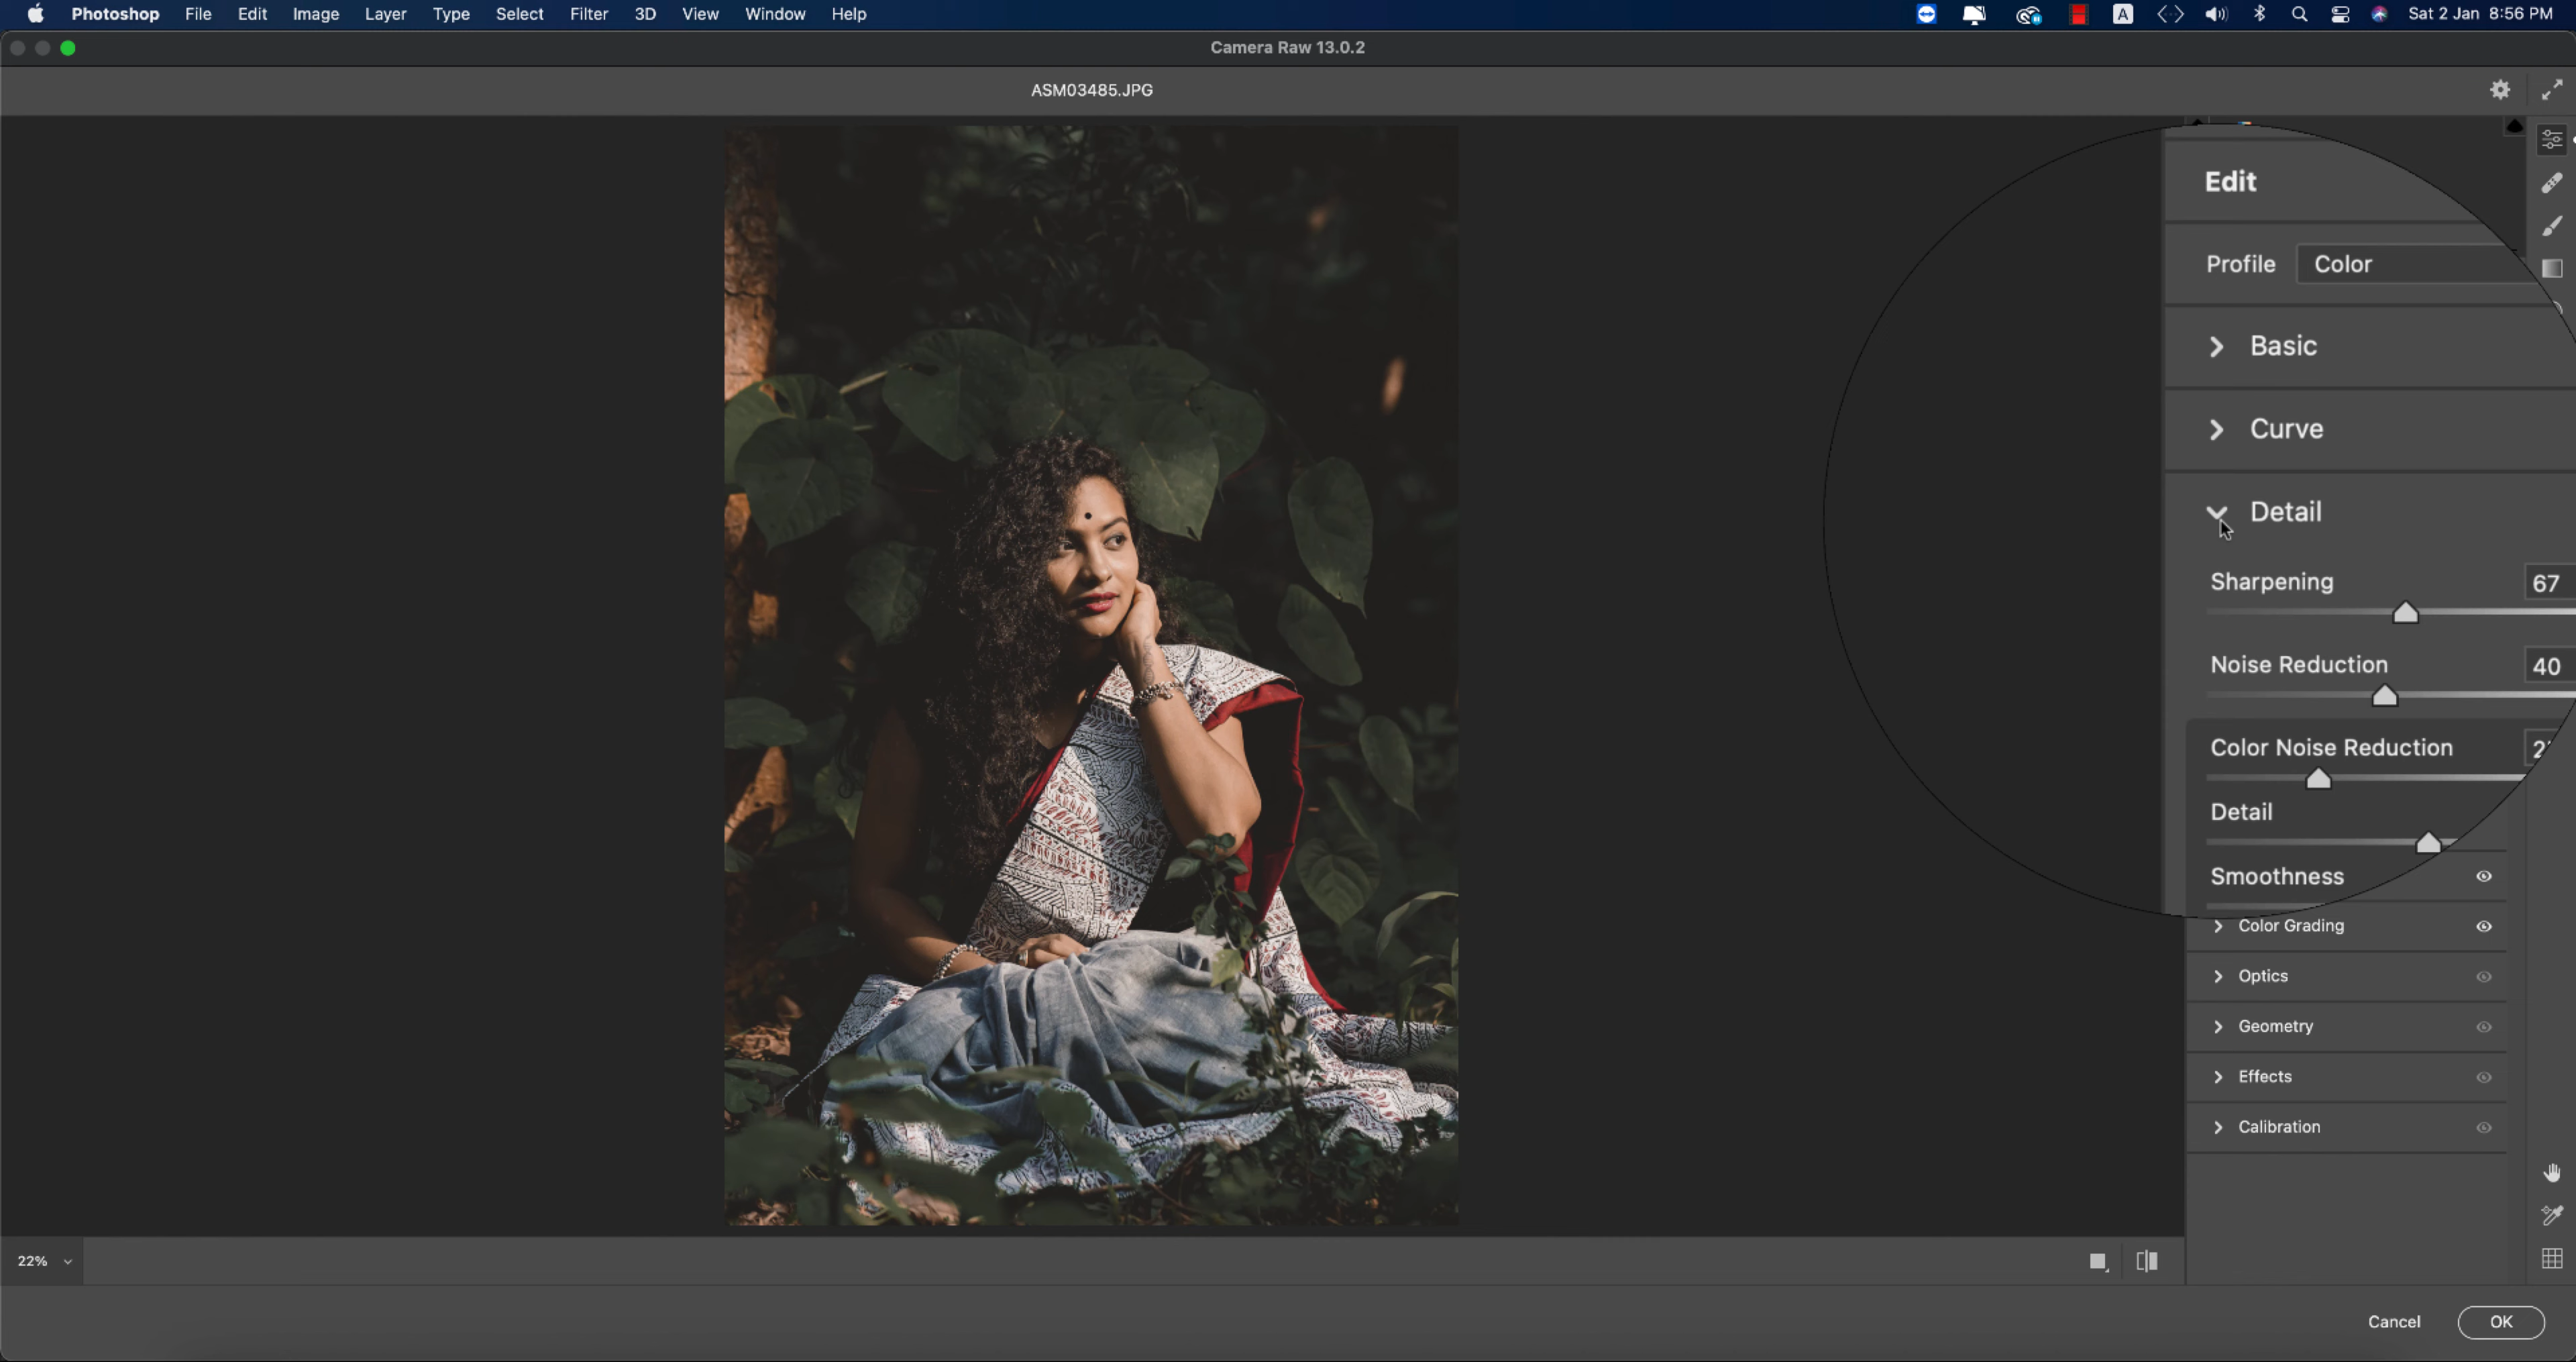 Photoshop File Edit Image Layer Type Select Filter 3D View Window Help A Sat 2 Jan 8:56 PM
Camera Raw 13.0.2
ASM03485.JPG
Edit
Profile Color
Basic
Curve
Detail
Sharpening 67
Noise Reduction 40
Color Noise Reduction
Detail
Smoothness
Color Grading
Optics
Geometry
Effects
Calibration
22%
Cancel OK